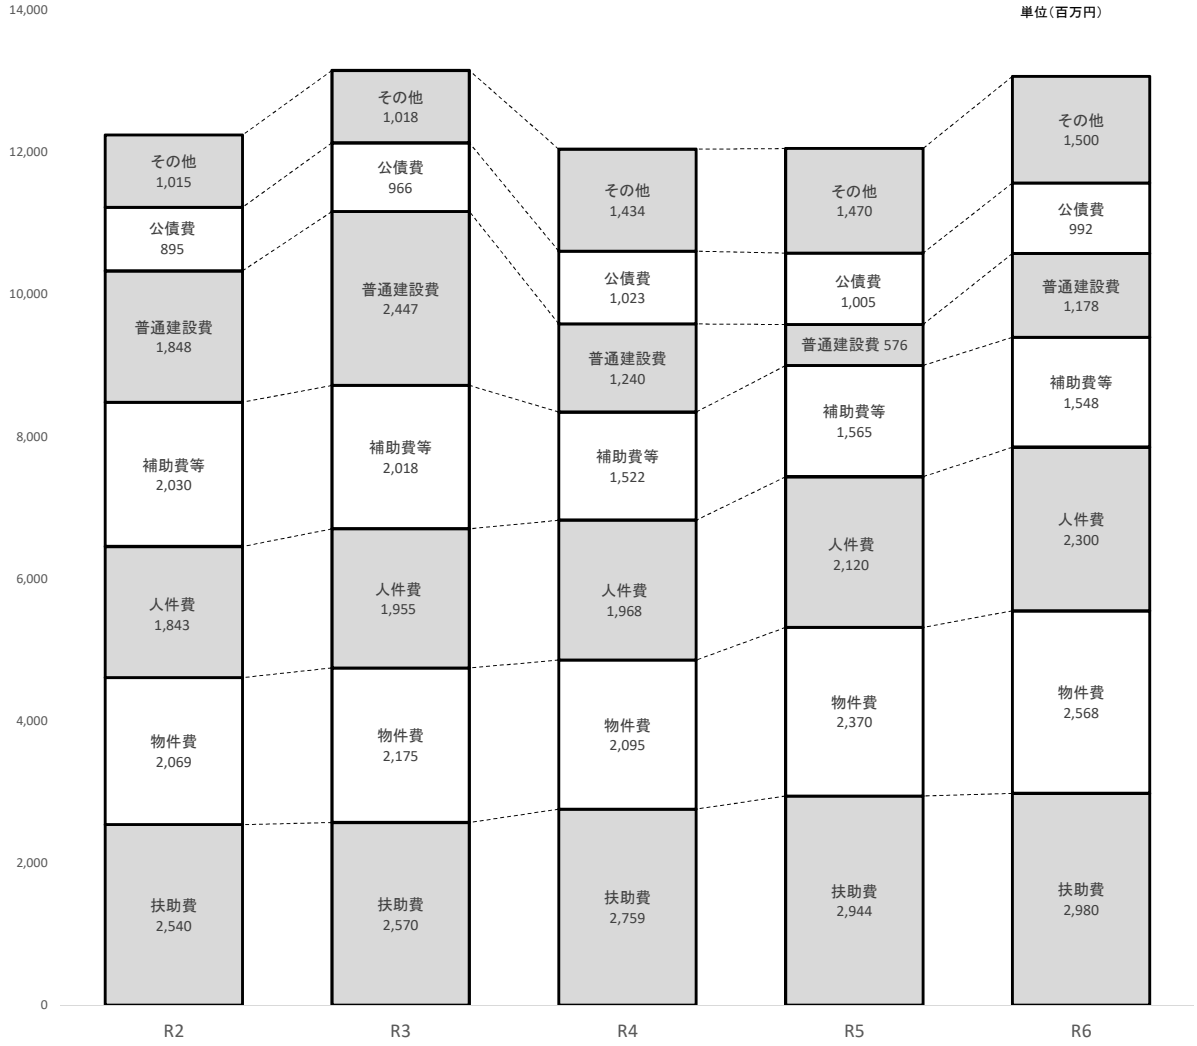 単位（百万円）
14,000
12,000
10,000
8,000
6,000
4,000
2,000
0
その他
1,015
公債費
895
普通建設費
1,848
補助費等
2,030
人件費
1,843
物件費
2,069
扶助費
2,540
R2
その他
1,018
公債費
966
普通建設費
2,447
補助費等
2,018
人件費
1,955
物件費
2,175
扶助費
2,570
R3
その他
1,434
公債費
1,023
普通建設費
1,240
補助費等
1,522
人件費
1,968
物件費
2,095
扶助費
2,759
R4
その他
1,470
公債費
1,005
普通建設費 576
補助費等
1,565
人件費
2,120
物件費
2,370
扶助費
2,944
R5
その他
1,500
公債費
992
普通建設費
1,178
補助費等
1,548
人件費
2,300
物件費
2,568
扶助費
2,980
R6